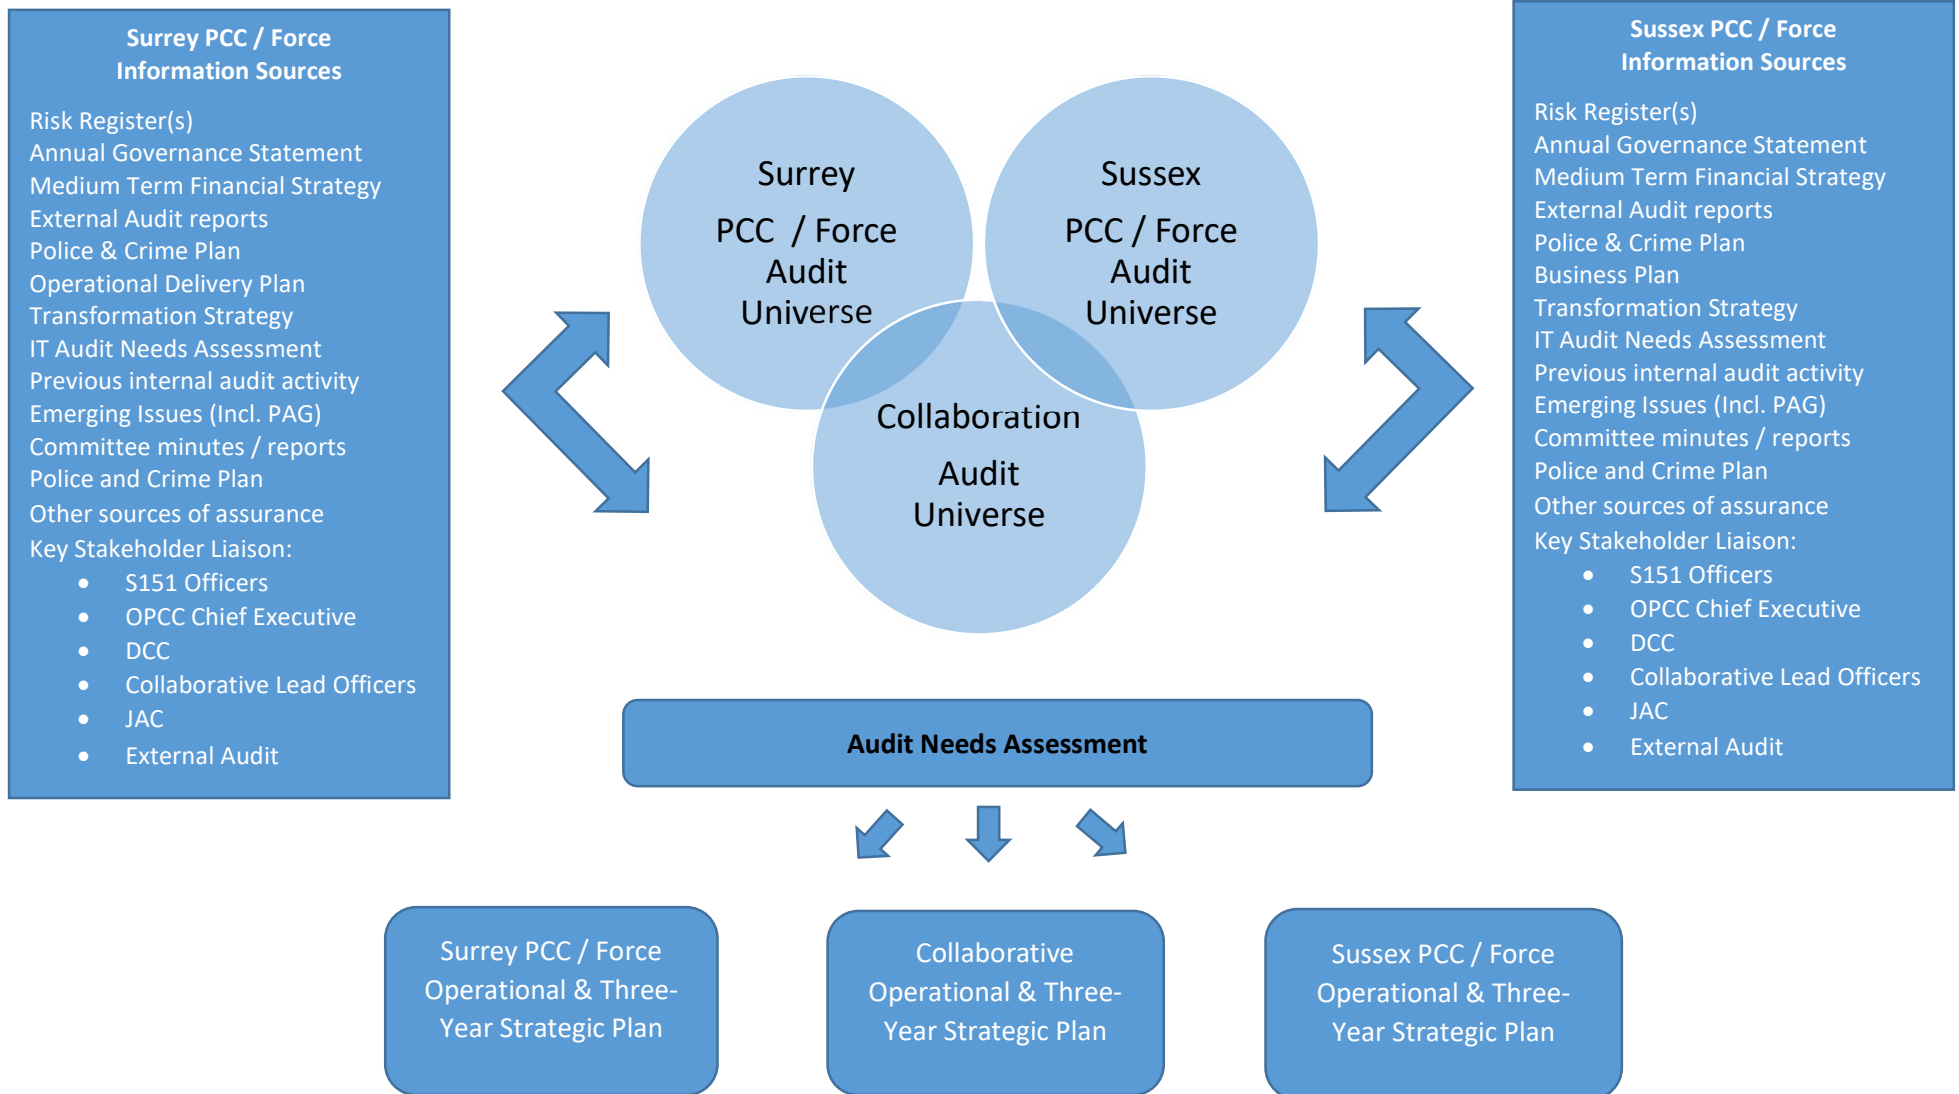 Surrey PCC / Force
Information Sources
Risk Register(s)
Annual Governance Statement
Medium Term Financial Strategy
External Audit reports
Police & Crime Plan
Operational Delivery Plan
Transformation Strategy
IT Audit Needs Assessment
Previous internal audit activity
Emerging Issues (Incl. PAG)
Committee minutes / reports
Police and Crime Plan
Other sources of assurance
Key Stakeholder Liaison:
• S151 Officers
• OPCC Chief Executive
• DCC
• Collaborative Lead Officers
• JAC
• External Audit
Surrey
PCC / Force
Audit
Universe
Sussex
PCC / Force
Audit
Universe
Collaboration
Audit
Universe
Sussex PCC / Force
Information Sources
Risk Register(s)
Annual Governance Statement
Medium Term Financial Strategy
External Audit reports
Police & Crime Plan
Business Plan
Transformation Strategy
IT Audit Needs Assessment
Previous internal audit activity
Emerging Issues (Incl. PAG)
Committee minutes / reports
Police and Crime Plan
Other sources of assurance
Key Stakeholder Liaison:
• S151 Officers
• OPCC Chief Executive
• DCC
• Collaborative Lead Officers
• JAC
• External Audit
Audit Needs Assessment
Surrey PCC / Force
Operational & Three-
Year Strategic Plan
Collaborative
Operational & Three-
Year Strategic Plan
Sussex PCC / Force
Operational & Three-
Year Strategic Plan